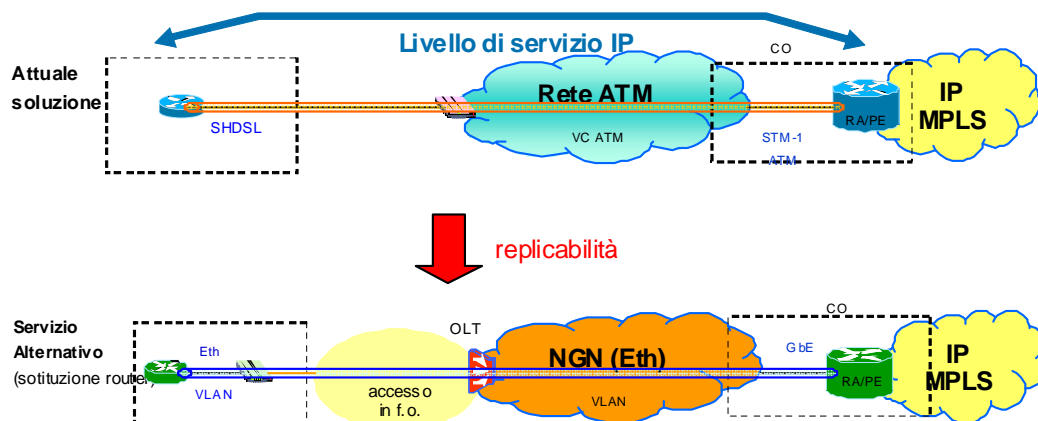 Livello di servizio IP
CO
Attuale
soluzione
Rete ATM
IP
MPLS
RA/PE
SHDSL
VC ATM
STM-1
ATM
replicabilità
Servizio
Alternativo
(sotituzione router)
CO
OLT
Eth
NGN (Eth)
GbE
IP
MPLS
RA/PE
VLAN
accesso
in f.o.
VLAN